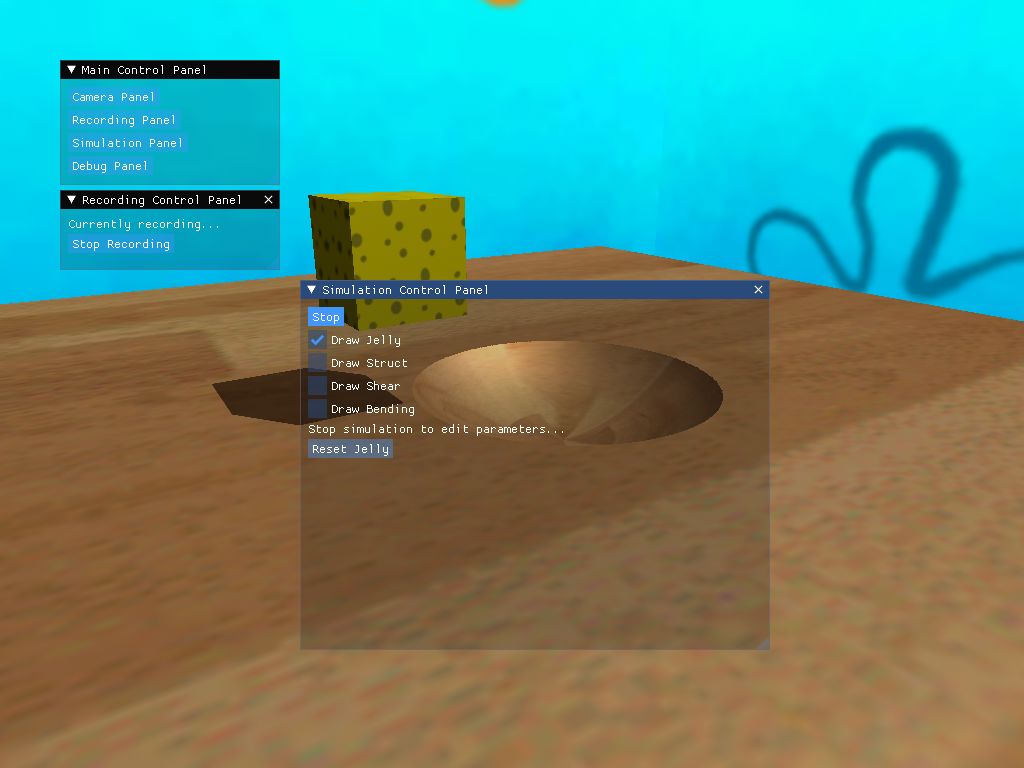 Main Control Panel
Camera Panel
Recording Panel
Simulation Panel
Debug Panel
Recording Control Panel
Currently recording...
Stop Recording
Simulation Control Panel
Stop
Draw Jelly
Draw Struct
Draw Shear
Draw Bending
Stop simulation to edit parameters...
Reset Jelly